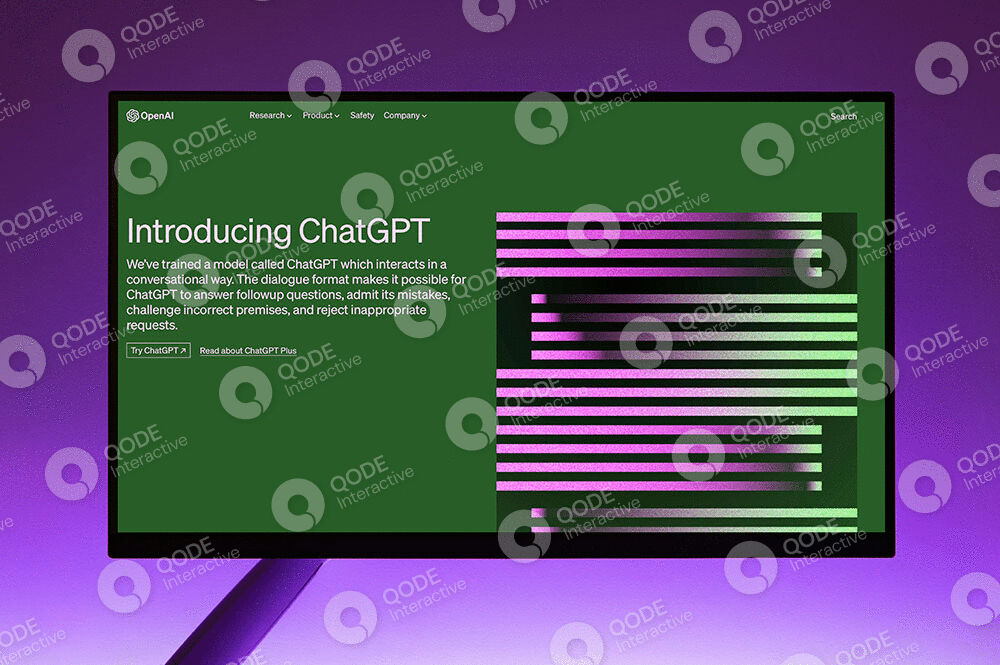 OpenAI
Research Product Safety Company
Search
Introducing ChatGPT
We've trained a model called ChatGPT which interacts in a
conversational way. The dialogue format makes it possible for
ChatGPT to answer followup questions, admit its mistakes,
challenge incorrect premises, and reject inappropriate
requests.
Try ChatGPT ↗
Read about ChatGPT Plus
QODE
Interactive